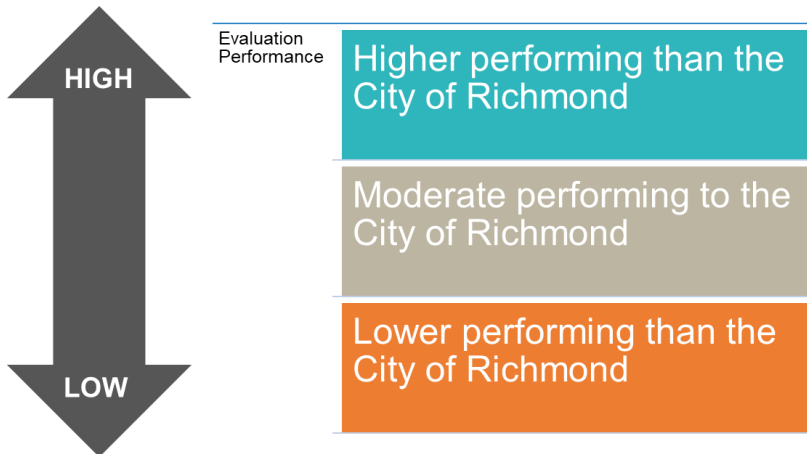 HIGH
Evaluation
Performance
Higher performing than the
City of Richmond
Moderate performing to the
City of Richmond
Lower performing than the
City of Richmond
LOW